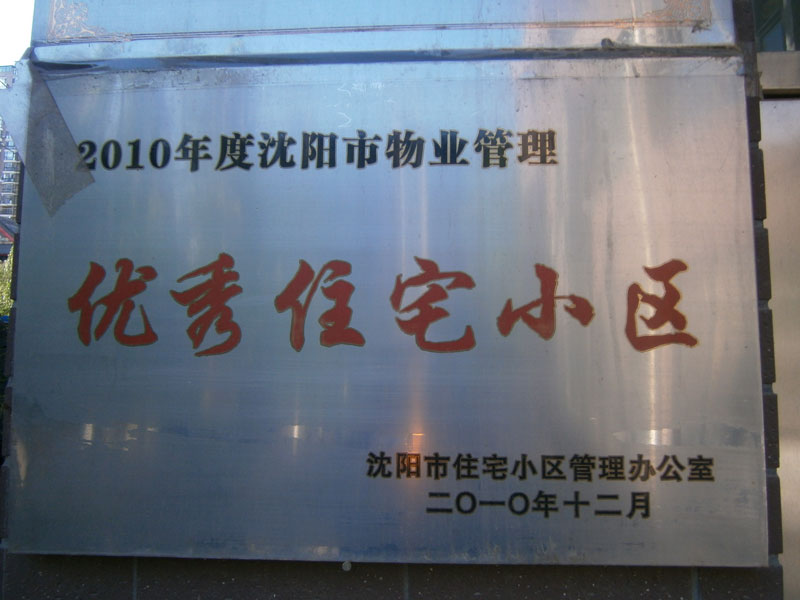 2010年度沈阳市物业管理
优秀住宅小区
沈阳市住宅小区管理办公室
二〇一〇年十二月